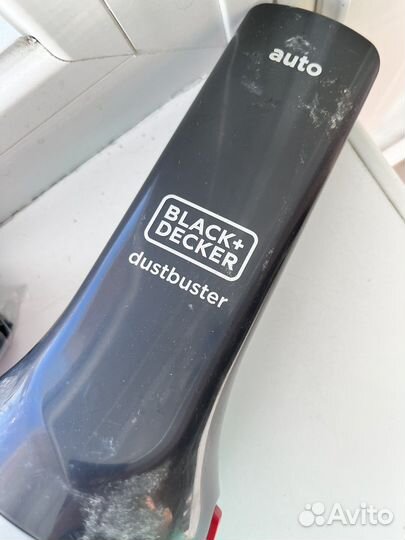 auto
BLACK+
DECKER
dustbuster
Avito